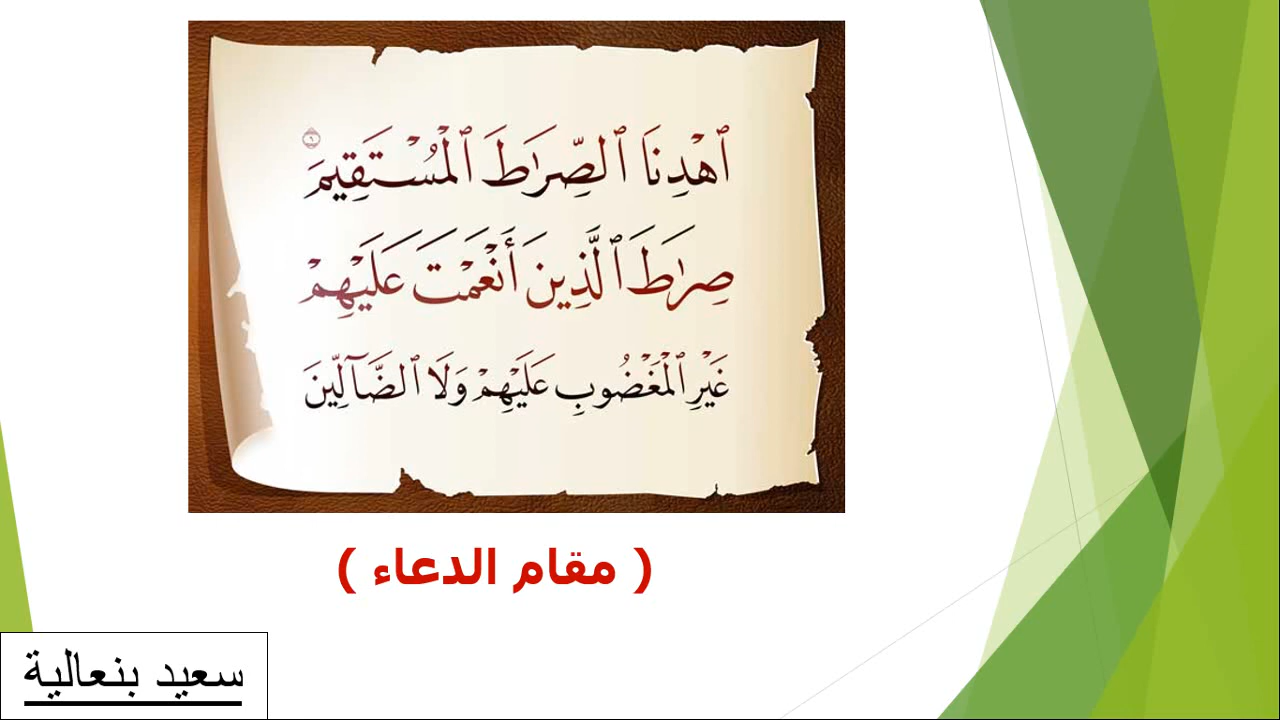 ٱهْدِنَا ٱلصِّرَٰطَ ٱلْمُسْتَقِيمَ ٦
صِرَٰطَ ٱلَّذِينَ أَنْعَمْتَ عَلَيْهِمْ
غَيْرِ ٱلْمَغْضُوبِ عَلَيْهِمْ وَلَا ٱلضَّآلِّينَ
( مقام الدعاء )
سعيد بنعالية